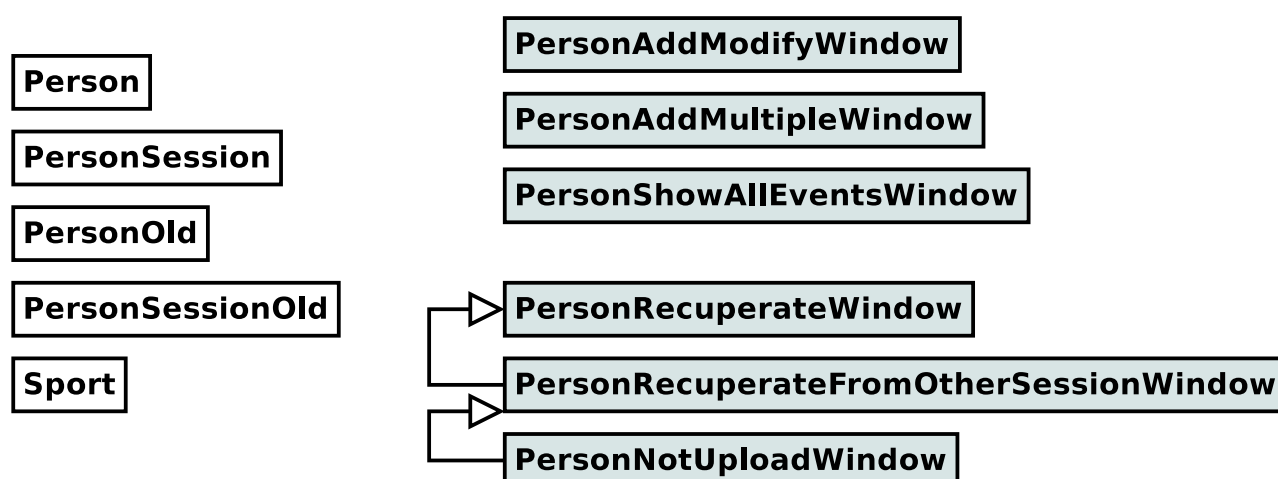 Person
PersonSession
PersonOld
PersonSessionOld
Sport
PersonAddModifyWindow
PersonAddMultipleWindow
PersonShowAllEventsWindow
PersonRecuperateWindow
PersonRecuperateFromOtherSessionWindow
PersonNotUploadWindow